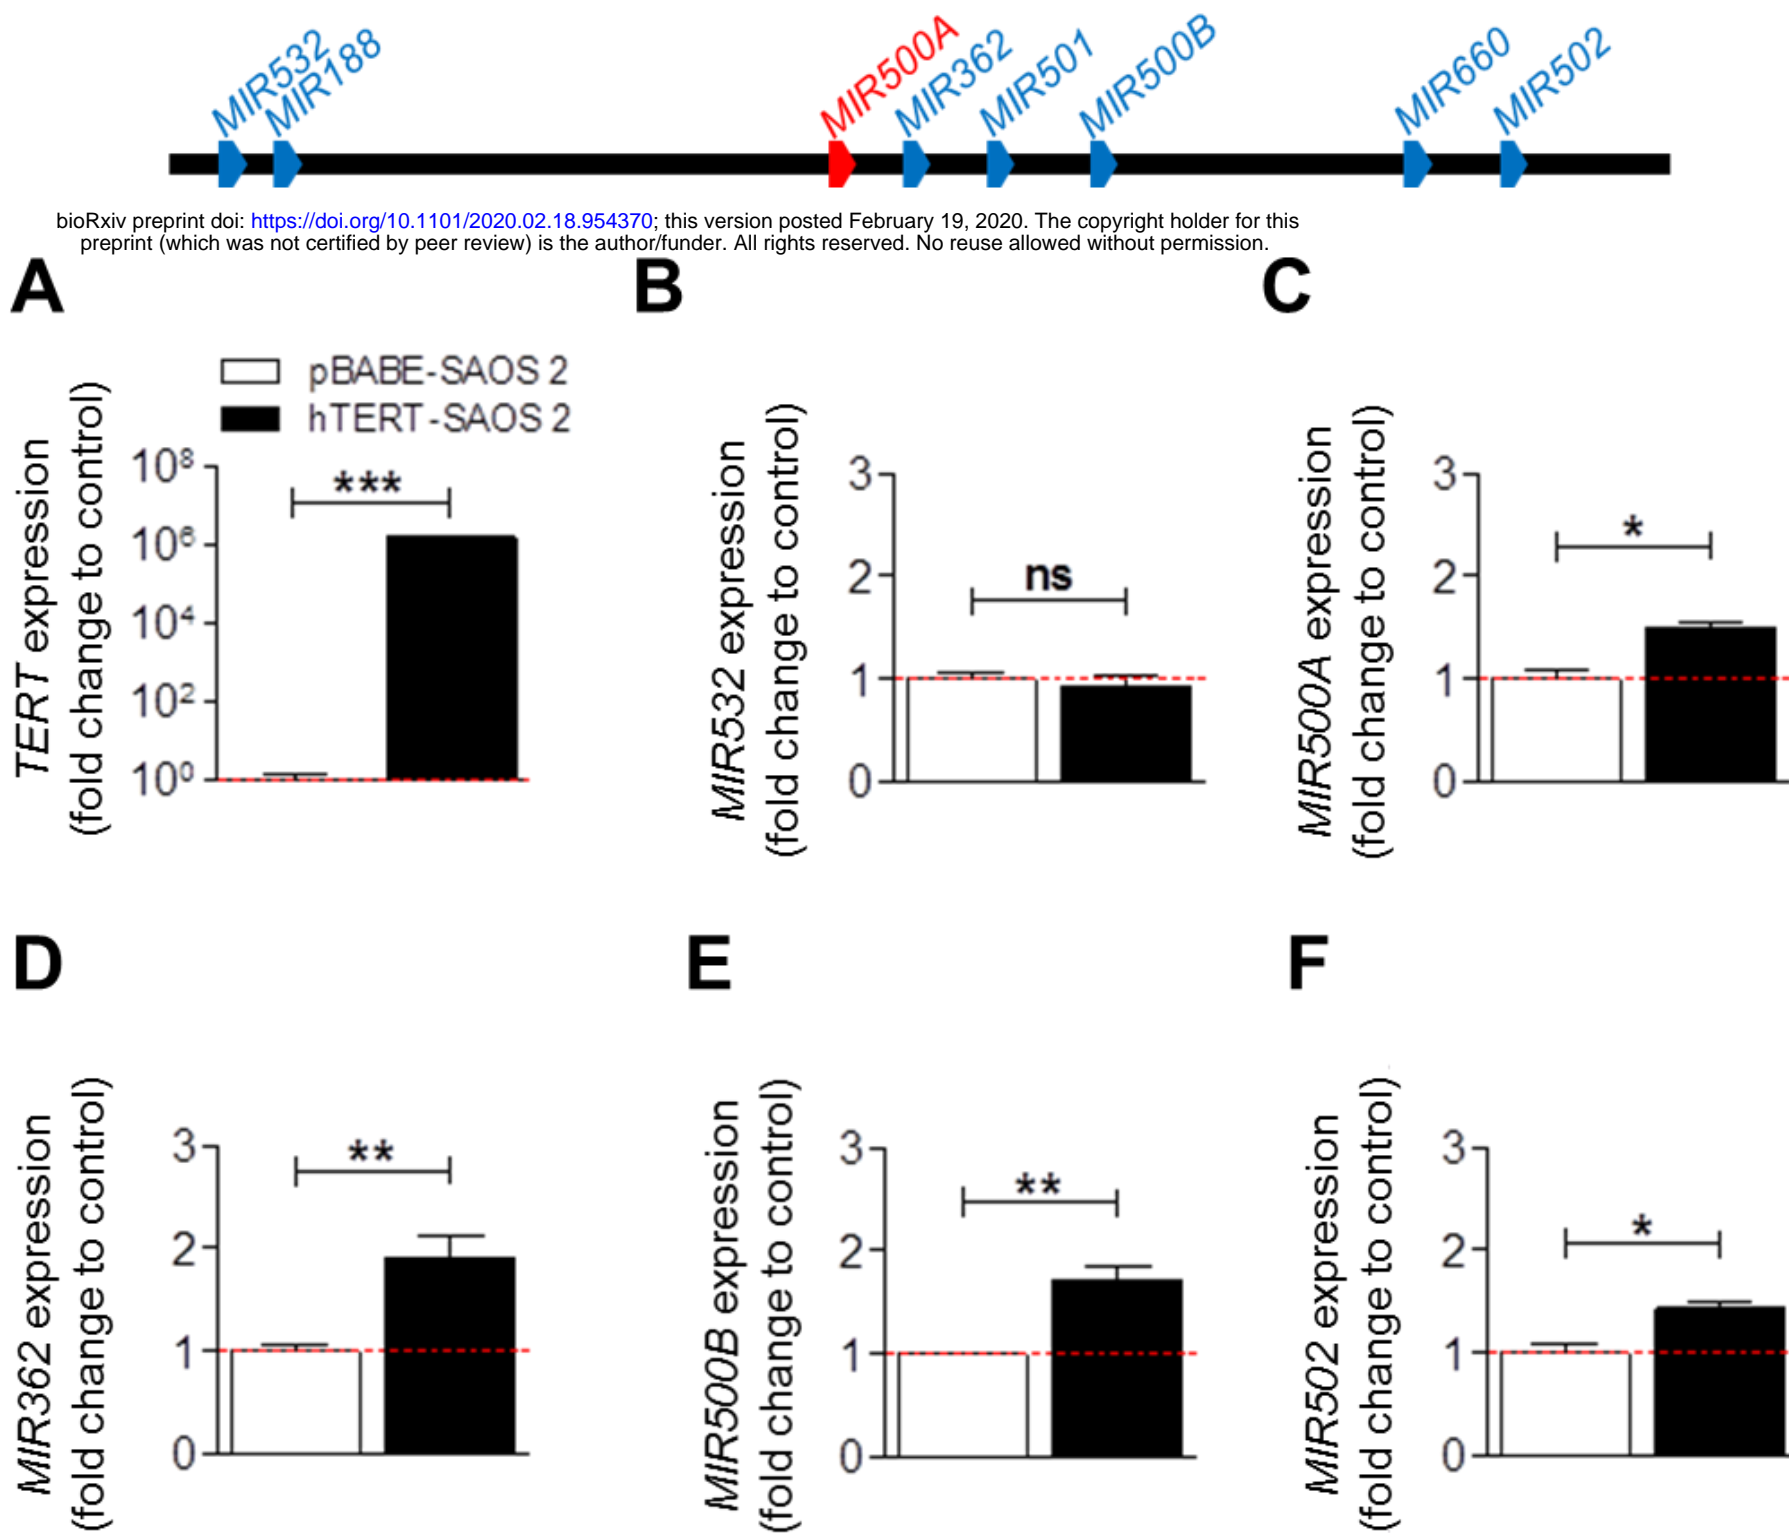 MIR532
MIR188
MIR500A
MIR362
MIR501
MIR500B
MIR660
MIR502
bioRxiv preprint doi: https://doi.org/10.1101/2020.02.18.954370; this version posted February 19, 2020. The copyright holder for this
preprint (which was not certified by peer review) is the author/funder. All rights reserved. No reuse allowed without permission.
A
pBABE-SAOS 2
hTERT-SAOS 2
TERT expression
(fold change to control)
10⁸
10⁶
10⁴
10²
10⁰
***
B
MIR532 expression
(fold change to control)
3
2
1
0
ns
C
MIR500A expression
(fold change to control)
3
2
1
0
*
D
MIR362 expression
(fold change to control)
3
2
1
0
**
E
MIR500B expression
(fold change to control)
3
2
1
0
**
F
MIR502 expression
(fold change to control)
3
2
1
0
*